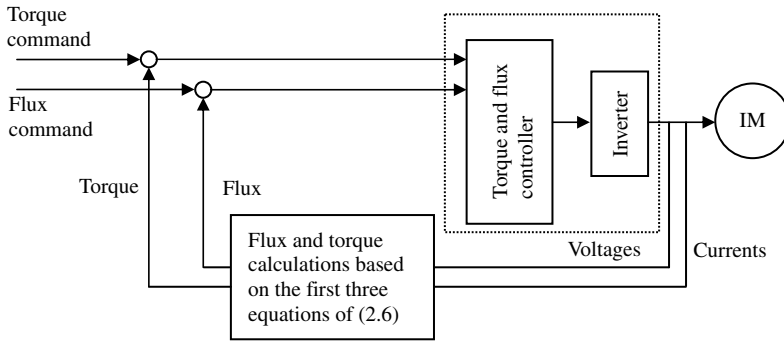 Torque
command
Flux
command
Torque
Flux
Torque and flux
controller
Inverter
IM
Voltages
Currents
Flux and torque
calculations based
on the first three
equations of (2.6)